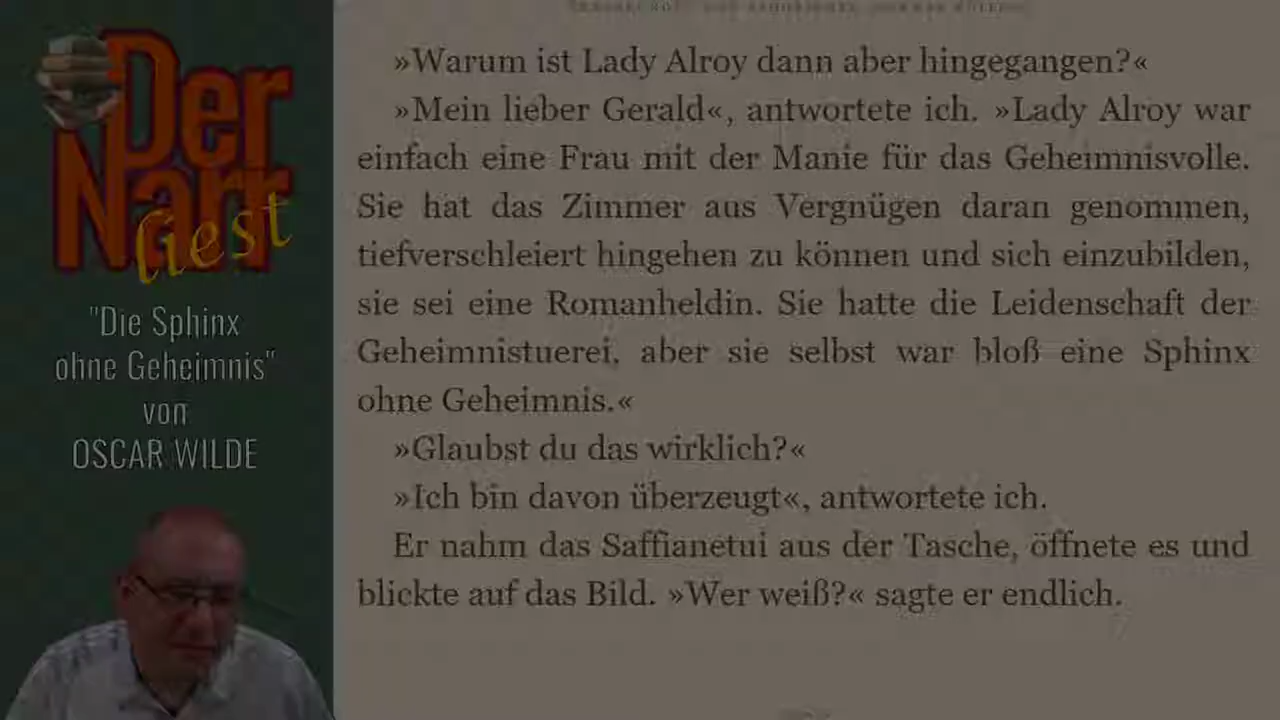 Der
Narr
liest
"Die Sphinx
ohne Geheimnis"
von
OSCAR WILDE
»Warum ist Lady Alroy dann aber hingegangen?«
»Mein lieber Gerald«, antwortete ich. »Lady Alroy war
einfach eine Frau mit der Manie für das Geheimnisvolle.
Sie hat das Zimmer aus Vergnügen daran genommen,
tiefverschleiert hingehen zu können und sich einzubilden,
sie sei eine Romanheldin. Sie hatte die Leidenschaft der
Geheimnistuerei, aber sie selbst war bloß eine Sphinx
ohne Geheimnis.«
»Glaubst du das wirklich?«
»Ich bin davon überzeugt«, antwortete ich.
Er nahm das Saffianetui aus der Tasche, öffnete es und
blickte auf das Bild. »Wer weiß?« sagte er endlich.